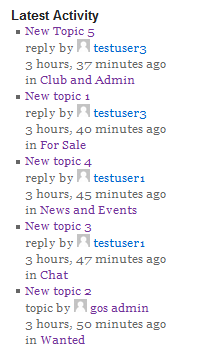 Latest Activity
New Topic 5
reply by testuser3
3 hours, 37 minutes ago
in Club and Admin
New topic 1
reply by testuser3
3 hours, 40 minutes ago
in For Sale
New topic 4
reply by testuser1
3 hours, 45 minutes ago
in News and Events
New topic 3
reply by testuser1
3 hours, 47 minutes ago
in Chat
New topic 2
topic by gos admin
3 hours, 50 minutes ago
in Wanted